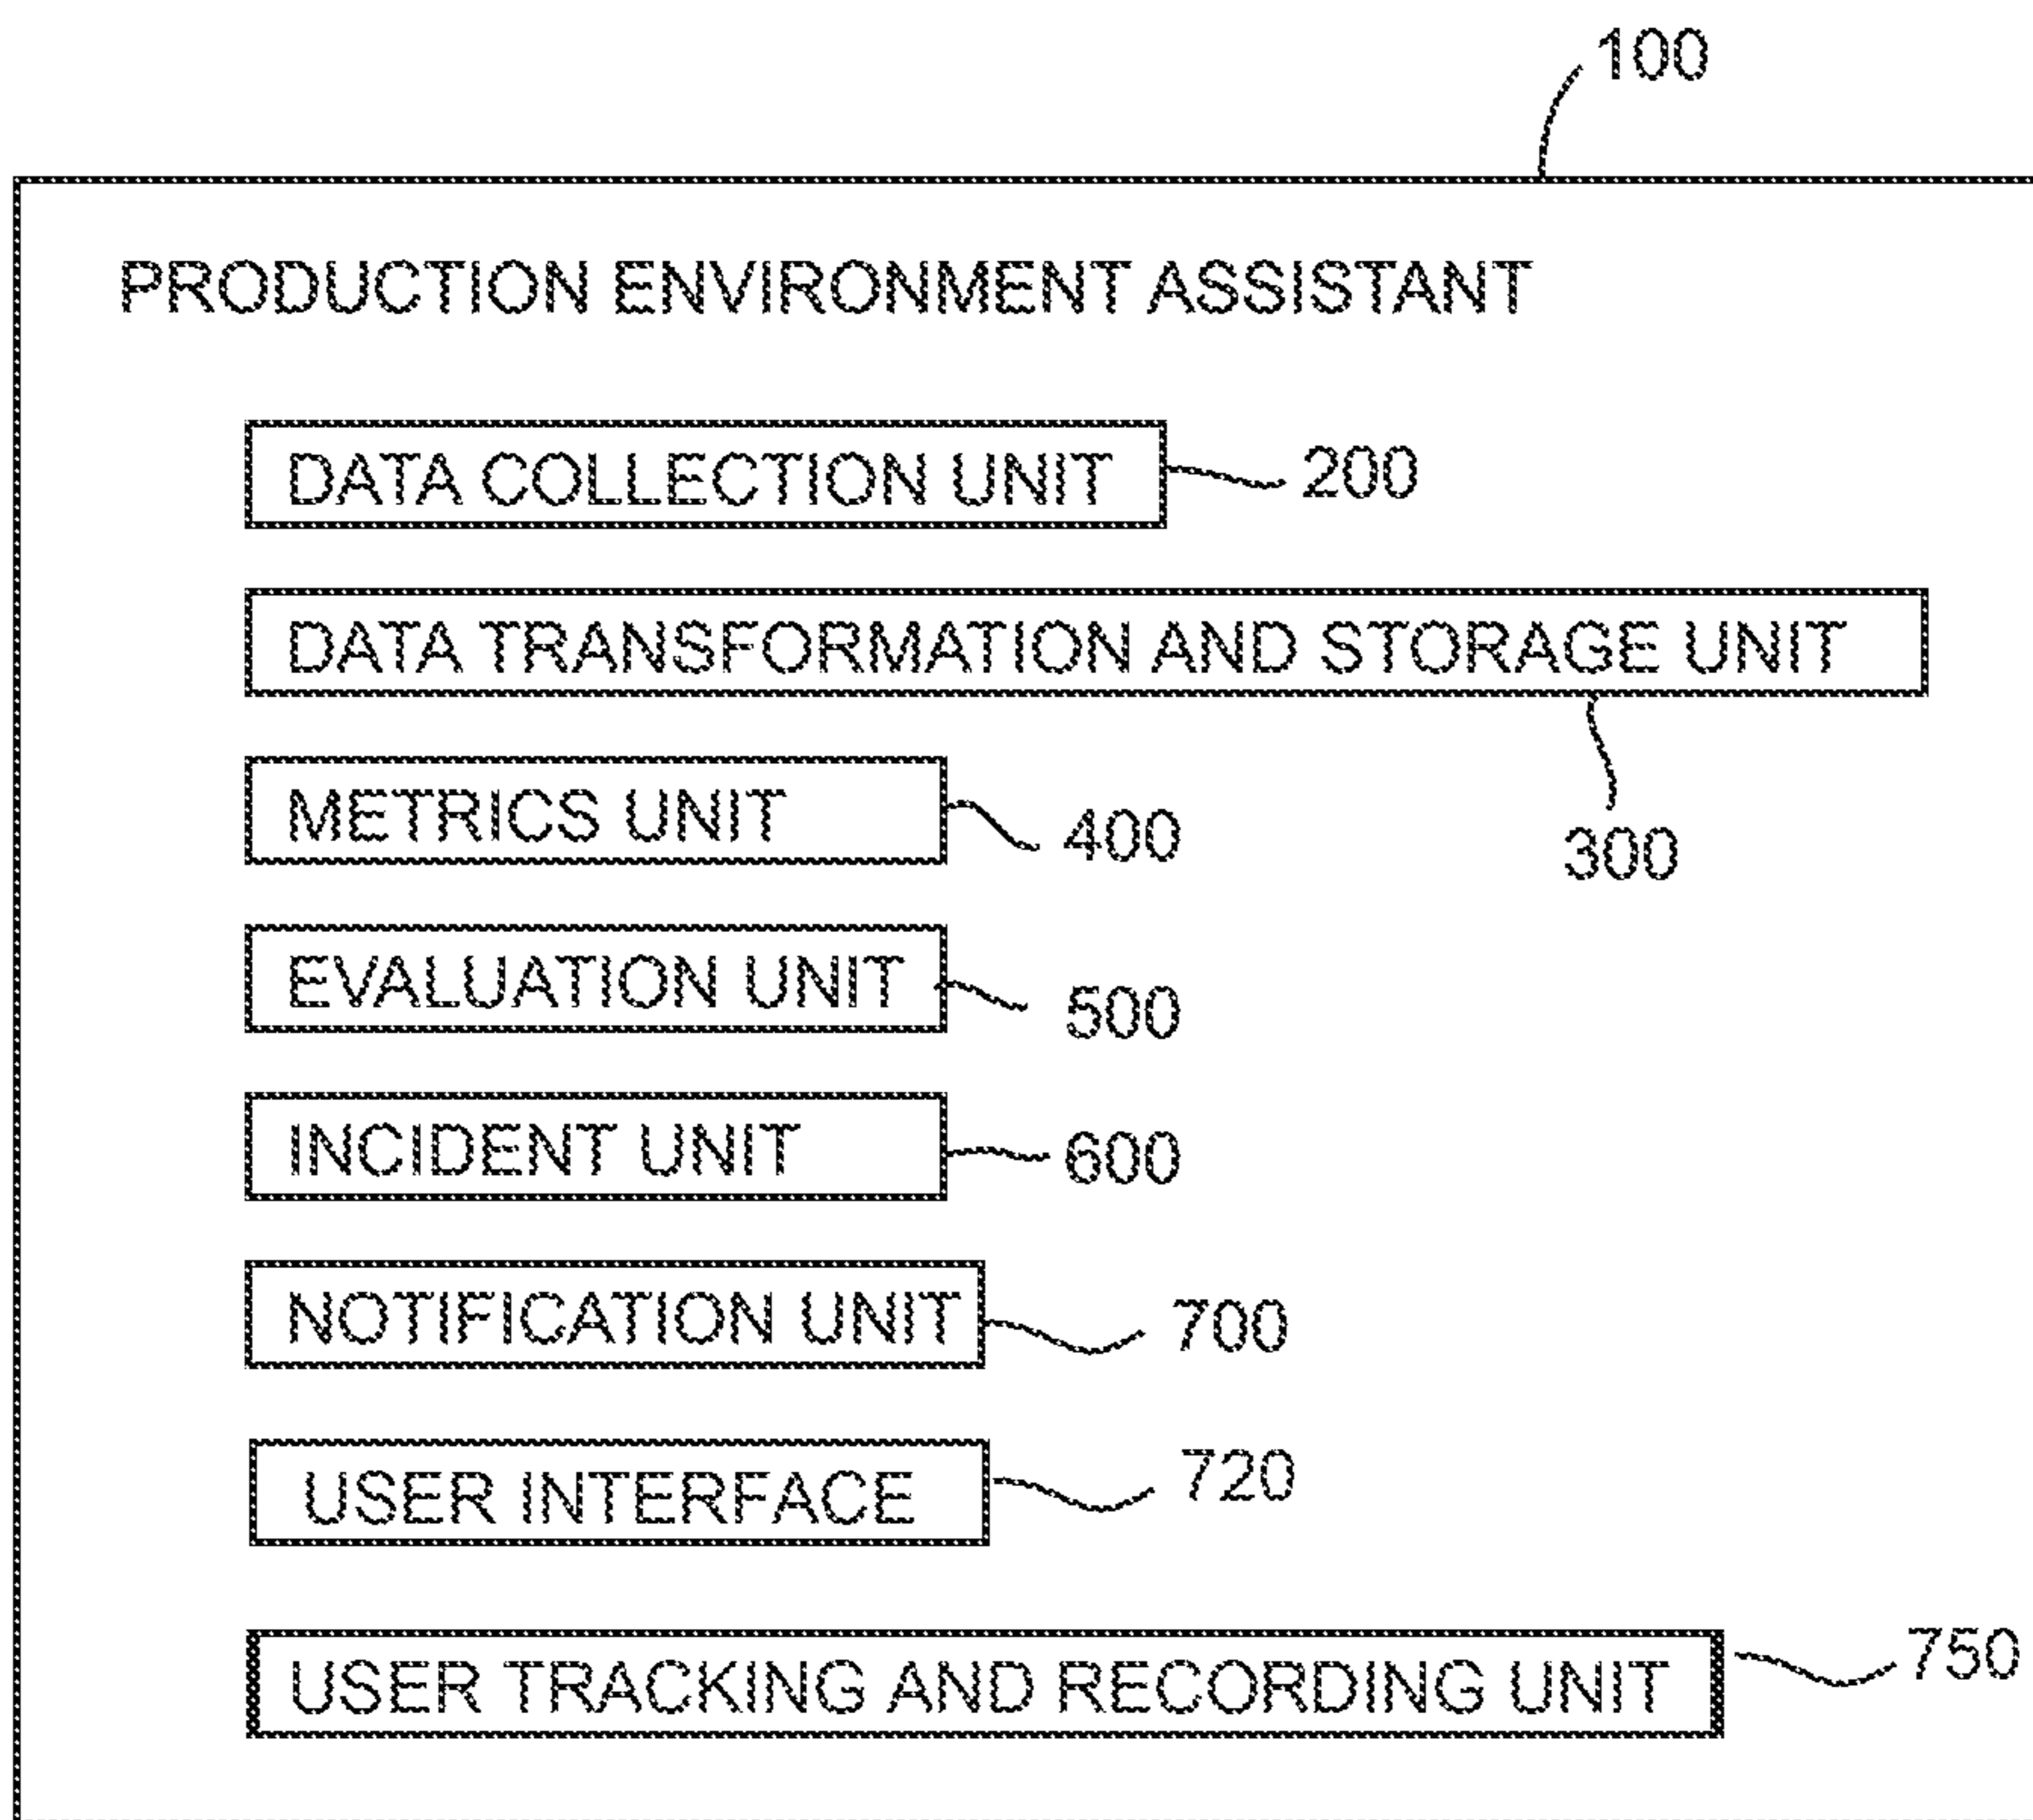 100
PRODUCTION ENVIRONMENT ASSISTANT
DATA COLLECTION UNIT 200
DATA TRANSFORMATION AND STORAGE UNIT
300
METRICS UNIT 400
EVALUATION UNIT 500
INCIDENT UNIT 600
NOTIFICATION UNIT 700
USER INTERFACE 720
USER TRACKING AND RECORDING UNIT 750